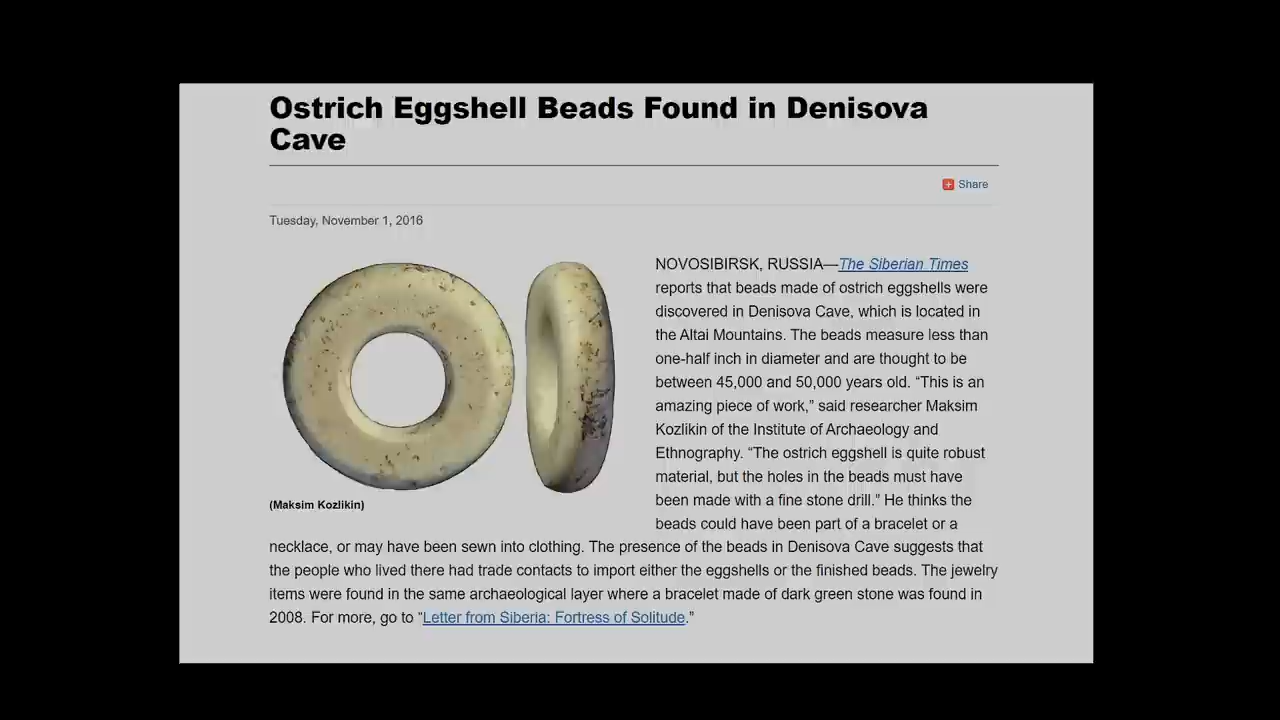 Ostrich Eggshell Beads Found in Denisova
Cave
Share
Tuesday, November 1, 2016
NOVOSIBIRSK, RUSSIA—The Siberian Times
reports that beads made of ostrich eggshells were
discovered in Denisova Cave, which is located in
the Altai Mountains. The beads measure less than
one-half inch in diameter and are thought to be
between 45,000 and 50,000 years old. “This is an
amazing piece of work,” said researcher Maksim
Kozlikin of the Institute of Archaeology and
Ethnography. “The ostrich eggshell is quite robust
material, but the holes in the beads must have
been made with a fine stone drill.” He thinks the
(Maksim Kozlikin)
beads could have been part of a bracelet or a
necklace, or may have been sewn into clothing. The presence of the beads in Denisova Cave suggests that
the people who lived there had trade contacts to import either the eggshells or the finished beads. The jewelry
items were found in the same archaeological layer where a bracelet made of dark green stone was found in
2008. For more, go to “Letter from Siberia: Fortress of Solitude.”